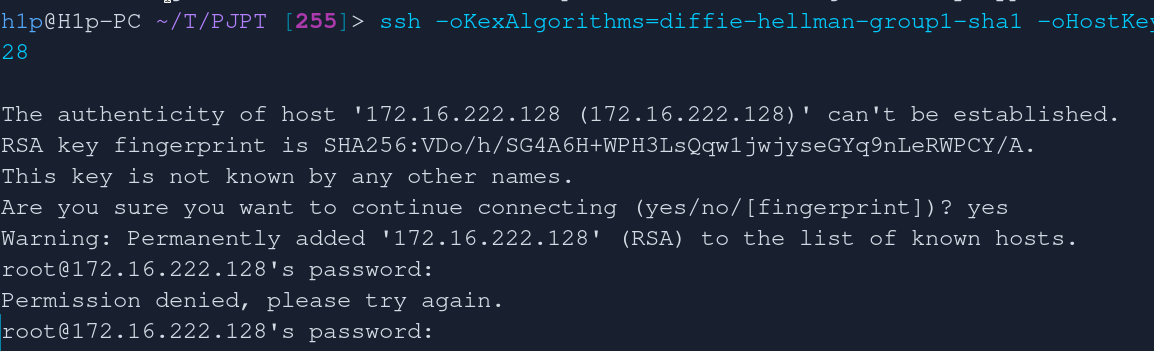 h1p@H1p-PC ~/T/PJPT [255]> ssh -oKexAlgorithms=diffie-hellman-group1-sha1 -oHostKey
28
The authenticity of host '172.16.222.128 (172.16.222.128)' can't be established.
RSA key fingerprint is SHA256:VDo/h/SG4A6H+WPH3LsQqw1jwjyseGYq9nLeRWPCY/A.
This key is not known by any other names.
Are you sure you want to continue connecting (yes/no/[fingerprint])? yes
Warning: Permanently added '172.16.222.128' (RSA) to the list of known hosts.
root@172.16.222.128's password:
Permission denied, please try again.
root@172.16.222.128's password: